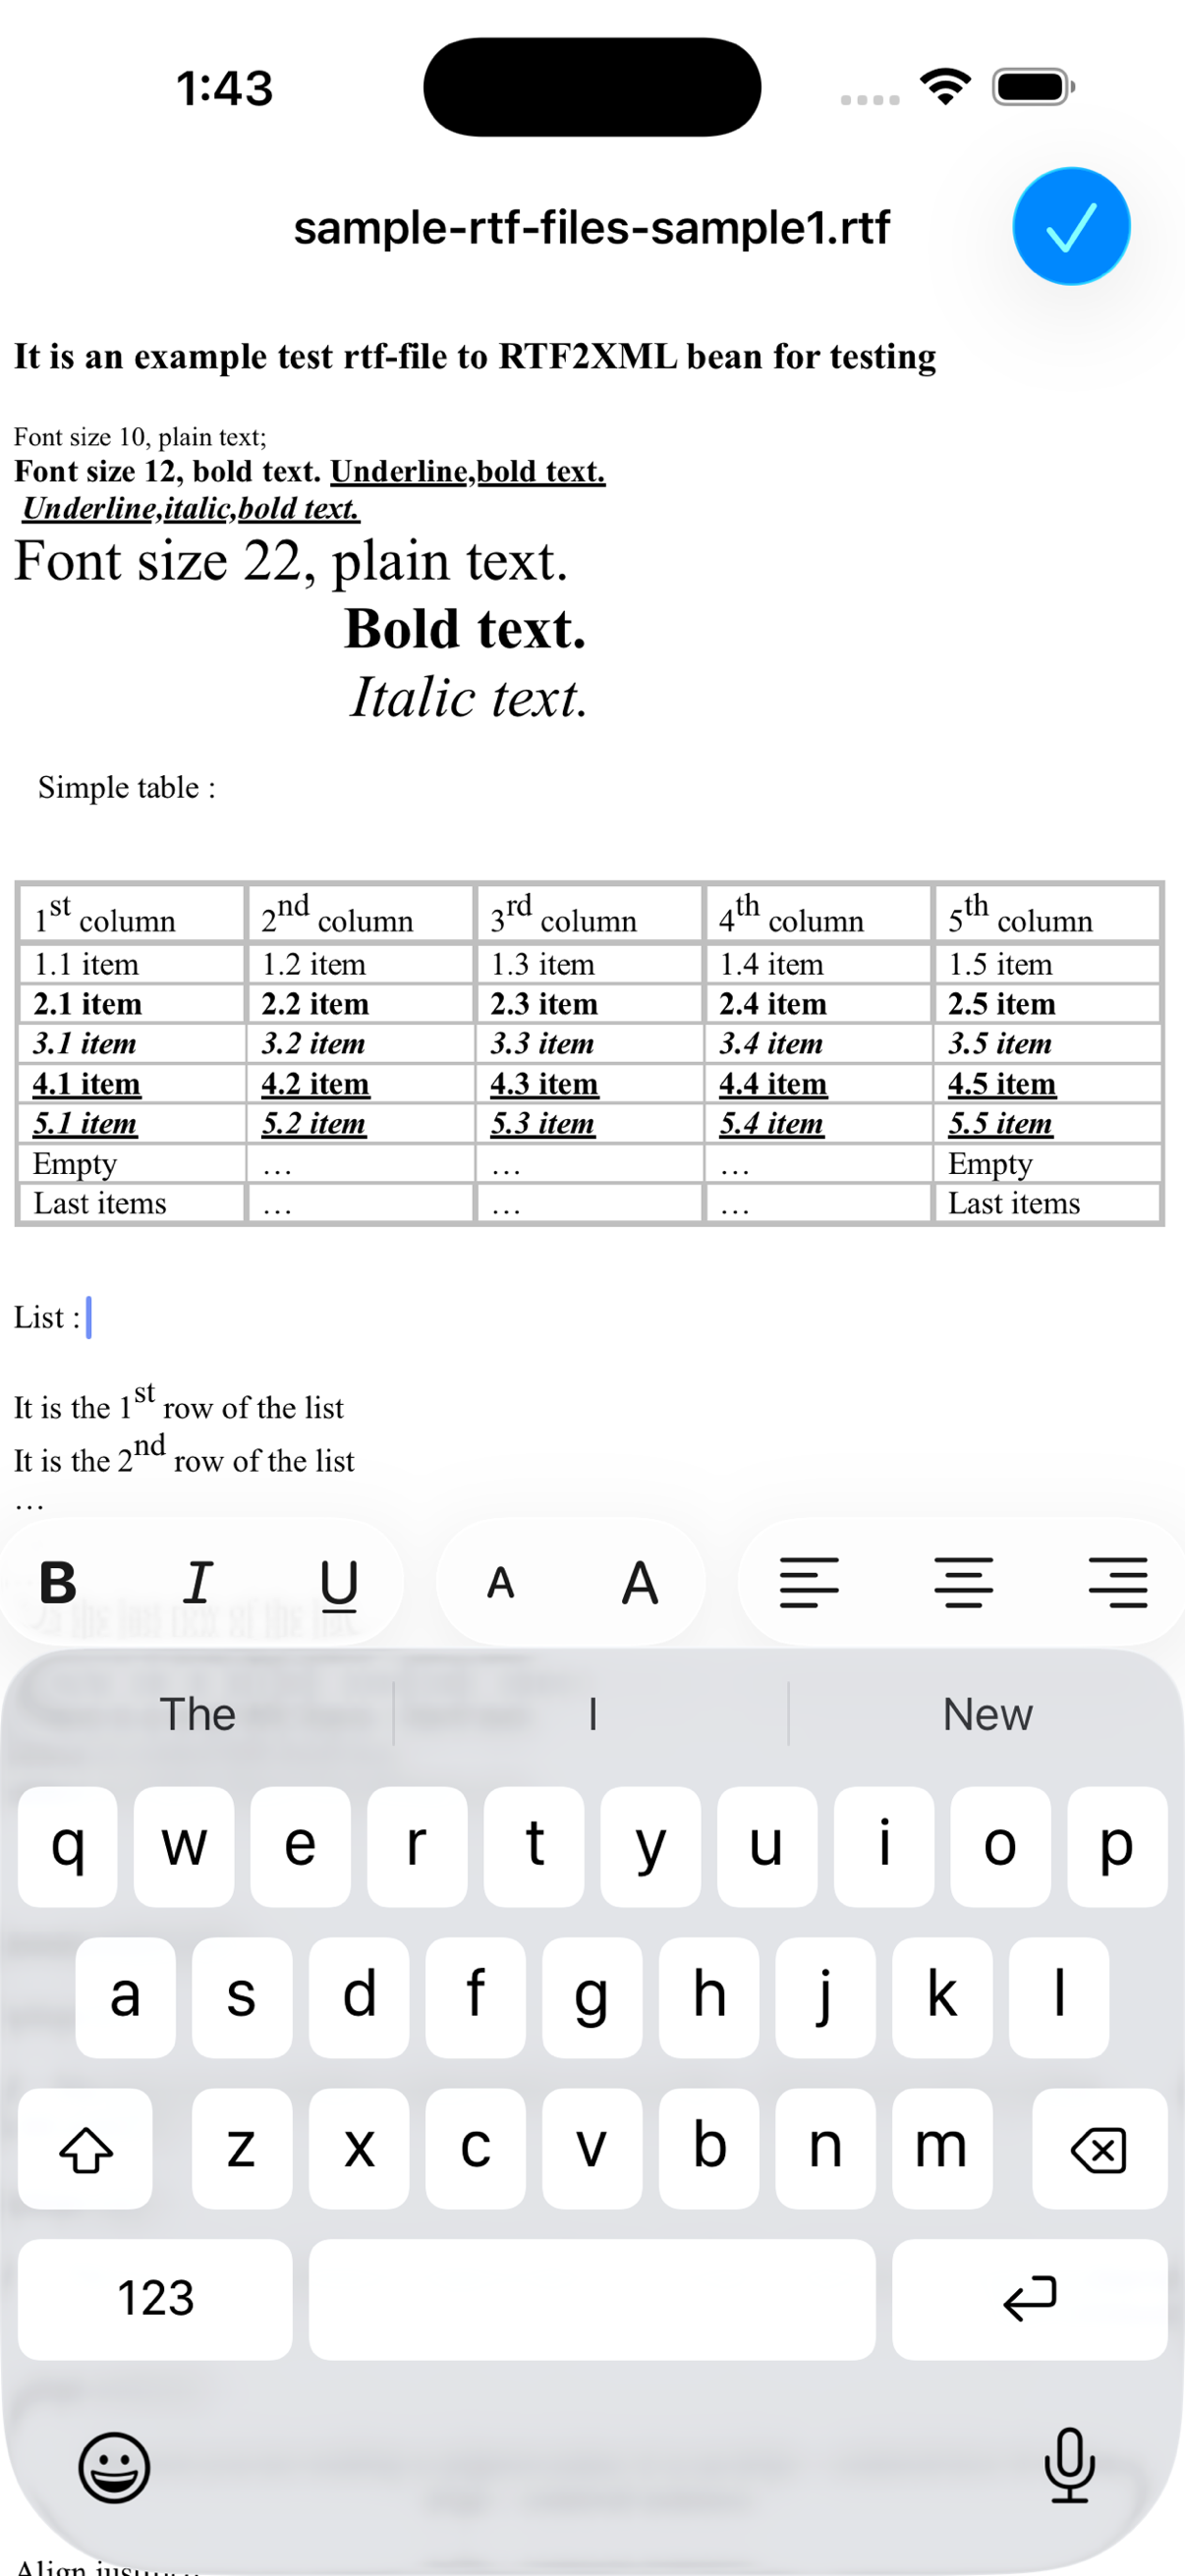 1:43
sample-rtf-files-sample1.rtf
It is an example test rtf-file to RTF2XML bean for testing
Font size 10, plain text;
Font size 12, bold text. Underline,bold text.
Underline,italic,bold text.
Font size 22, plain text.
Bold text.
Italic text.
Simple table :
1st column 2nd column 3rd column 4th column 5th column
1.1 item 1.2 item 1.3 item 1.4 item 1.5 item
2.1 item 2.2 item 2.3 item 2.4 item 2.5 item
3.1 item 3.2 item 3.3 item 3.4 item 3.5 item
4.1 item 4.2 item 4.3 item 4.4 item 4.5 item
5.1 item 5.2 item 5.3 item 5.4 item 5.5 item
Empty … … … Empty
Last items … … … Last items
List :
It is the 1st row of the list
It is the 2nd row of the list
…
B I U A A
the last row of the
The I New
q w e r t y u i o p
a s d f g h j k l
z x c v b n m
123
Align